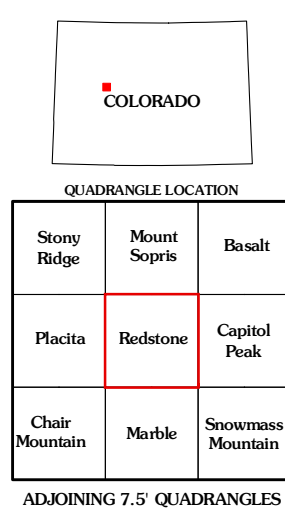 COLORADO
QUADRANGLE LOCATION
Stony
Ridge
Mount
Sopris
Basalt
Placita
Redstone
Capitol
Peak
Chair
Mountain
Marble
Snowmass
Mountain
ADJOINING 7.5' QUADRANGLES